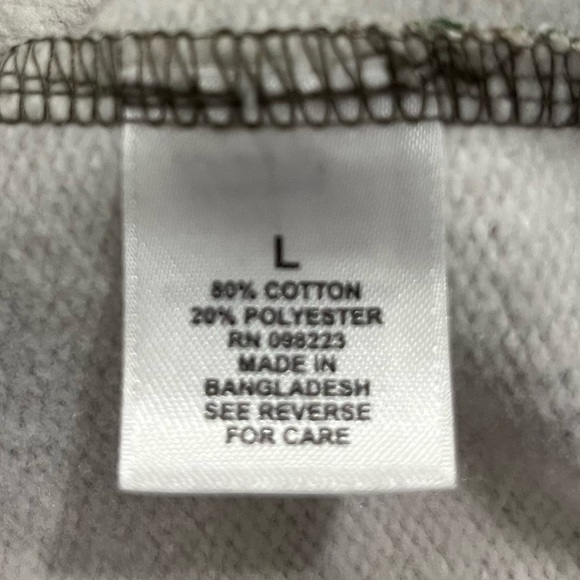 L
80% COTTON
20% POLYESTER
RN 098223
MADE IN
BANGLADESH
SEE REVERSE
FOR CARE